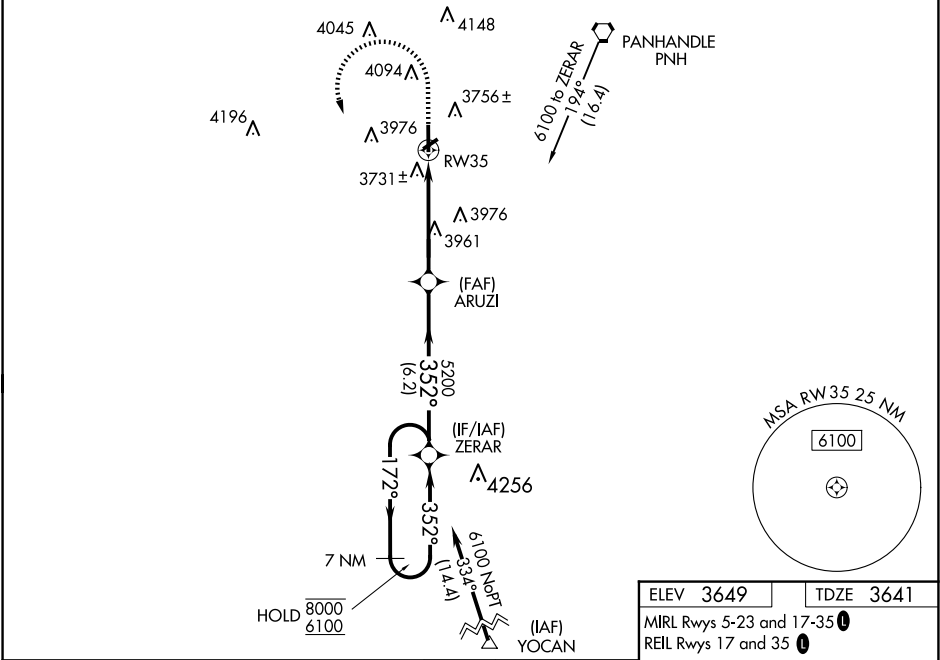 4045
4148
PANHANDLE
PNH
4094
6100 to ZERAR
194°
(16.4)
3756±
4196
3976
RW35
3731±
3976
3961
(FAF)
ARUZI
5200
352°
(6.2)
MSA RW35 25 NM
6100
(IF/IAF)
ZERAR
172°
4256
352°
6100 NoPT
334°
(14.4)
7 NM
HOLD 8000
6100
(IAF)
YOCAN
ELEV 3649
TDZE 3641
MIRL Rwys 5-23 and 17-35 L
REIL Rwys 17 and 35 L